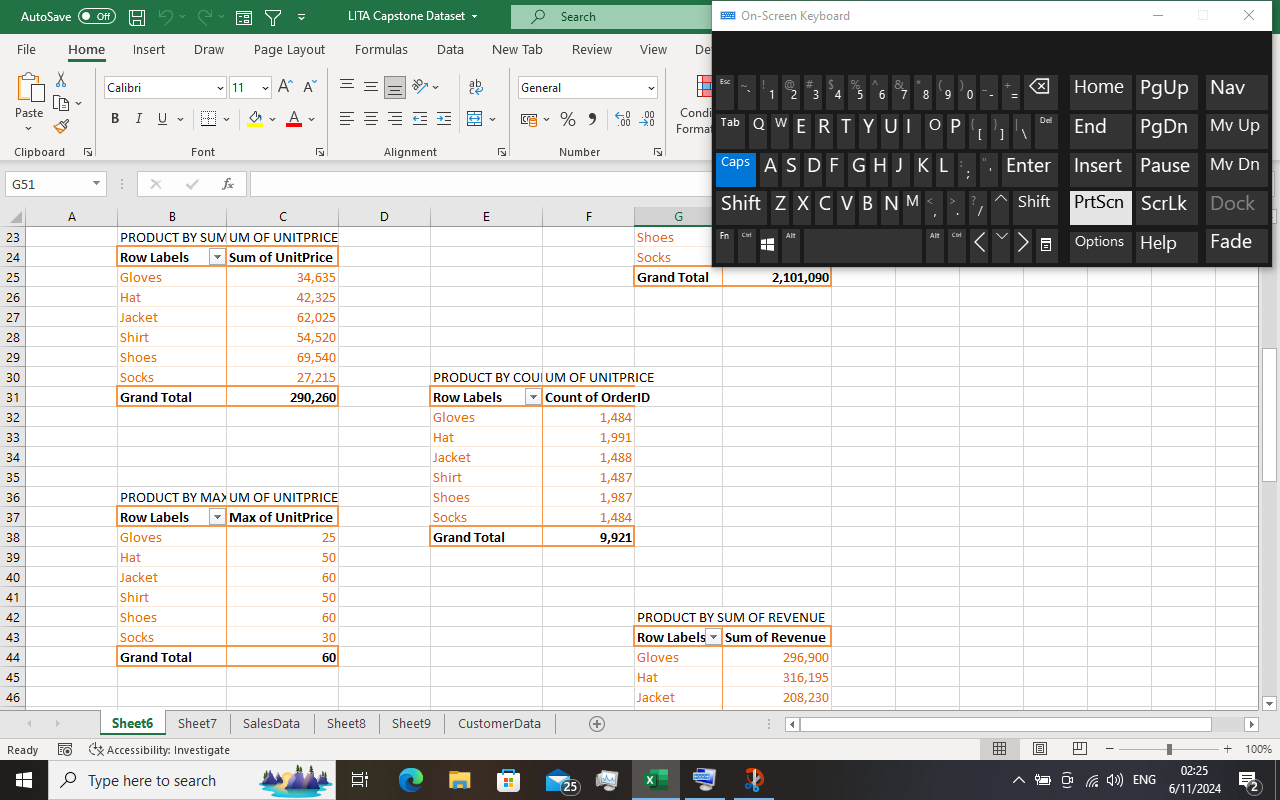 AutoSave Off LITA Capstone Dataset Search
File Home Insert Draw Page Layout Formulas Data New Tab Review View
Paste Calibri 11 General
Clipboard Font Alignment Number
G51
A B C D E F G
23 PRODUCT BY SUM UM OF UNITPRICE Shoes
24 Row Labels Sum of UnitPrice Socks
25 Gloves 34,635 Grand Total 2,101,090
26 Hat 42,325
27 Jacket 62,025
28 Shirt 54,520
29 Shoes 69,540
30 Socks 27,215 PRODUCT BY COU UM OF UNITPRICE
31 Grand Total 290,260 Row Labels Count of OrderID
32 Gloves 1,484
33 Hat 1,991
34 Jacket 1,488
35 Shirt 1,487
36 PRODUCT BY MAX UM OF UNITPRICE Shoes 1,987
37 Row Labels Max of UnitPrice Socks 1,484
38 Gloves 25 Grand Total 9,921
39 Hat 50
40 Jacket 60
41 Shirt 50
42 Shoes 60 PRODUCT BY SUM OF REVENUE
43 Socks 30 Row Labels Sum of Revenue
44 Grand Total 60 Gloves 296,900
45 Hat 316,195
46 Jacket 208,230
Sheet6 Sheet7 SalesData Sheet8 Sheet9 CustomerData
Ready Accessibility: Investigate 100%
Type here to search 25 ENG 02:25
6/11/2024 2
On-Screen Keyboard
Esc ~ ` ! 1 @ 2 # 3 $ 4 % 5 ^ 6 & 7 * 8 ( 9 ) 0 _ - + = Home PgUp Nav
Tab Q W E R T Y U I O P { [ } ] | \ Del End PgDn Mv Up
Caps A S D F G H J K L : ; " ' Enter Insert Pause Mv Dn
Shift Z X C V B N M < , > . ? / Shift PrtScn ScrLk Dock
Fn Ctrl Alt Alt Ctrl Options Help Fade